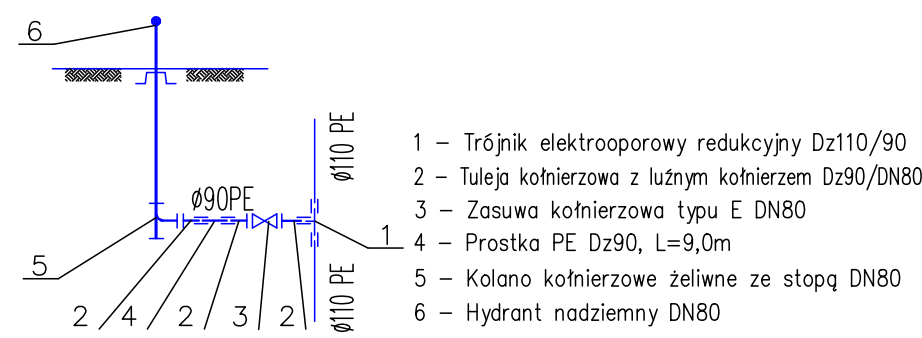 6
ø110 PE
1 – Trójnik elektrooporowy redukcyjny Dz110/90
2 – Tuleja kołnierzowa z luźnym kołnierzem Dz90/DN80
ø90PE
3 – Zasuwa kołnierzowa typu E DN80
1
4 – Prostka PE Dz90, L=9,0m
5
5 – Kolano kołnierzowe żeliwne ze stopą DN80
ø110 PE
6 – Hydrant nadziemny DN80
2 4 2 3 2